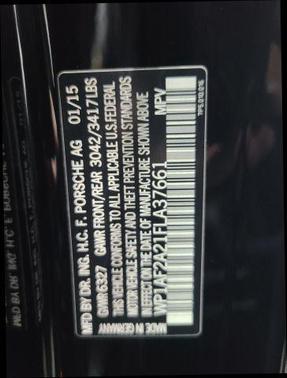 MFD BY DR. ING. H.C. F. PORSCHE AG 01/15
GVWR 6327 GAWR FRONT/REAR 3042/3417LBS
THIS VEHICLE CONFORMS TO ALL APPLICABLE U.S. FEDERAL
MOTOR VEHICLE SAFETY AND THEFT PREVENTION STANDARDS
IN EFFECT ON THE DATE OF MANUFACTURE SHOWN ABOVE
WP1AF2A21FLA37661 MPV
MADE IN GERMANY